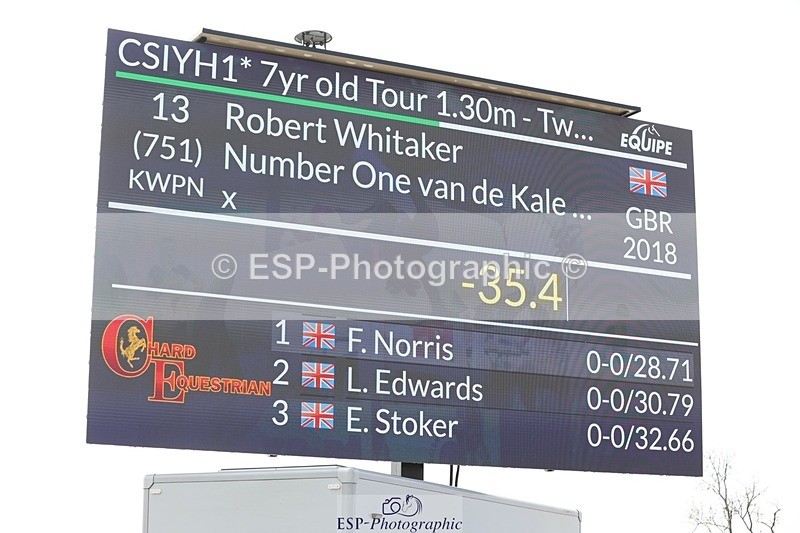 CSIYH1* 7yr old Tour 1.30m - Tw...
13 Robert Whitaker
EQUIPE
(751) Number One van de Kale ...
KWPN x
GBR
2018
© ESP-Photographic ©
-35.4
CHARD
EQUESTRIAN
1 F. Norris 0-0/28.71
2 L. Edwards 0-0/30.79
3 E. Stoker 0-0/32.66
ESP-Photographic